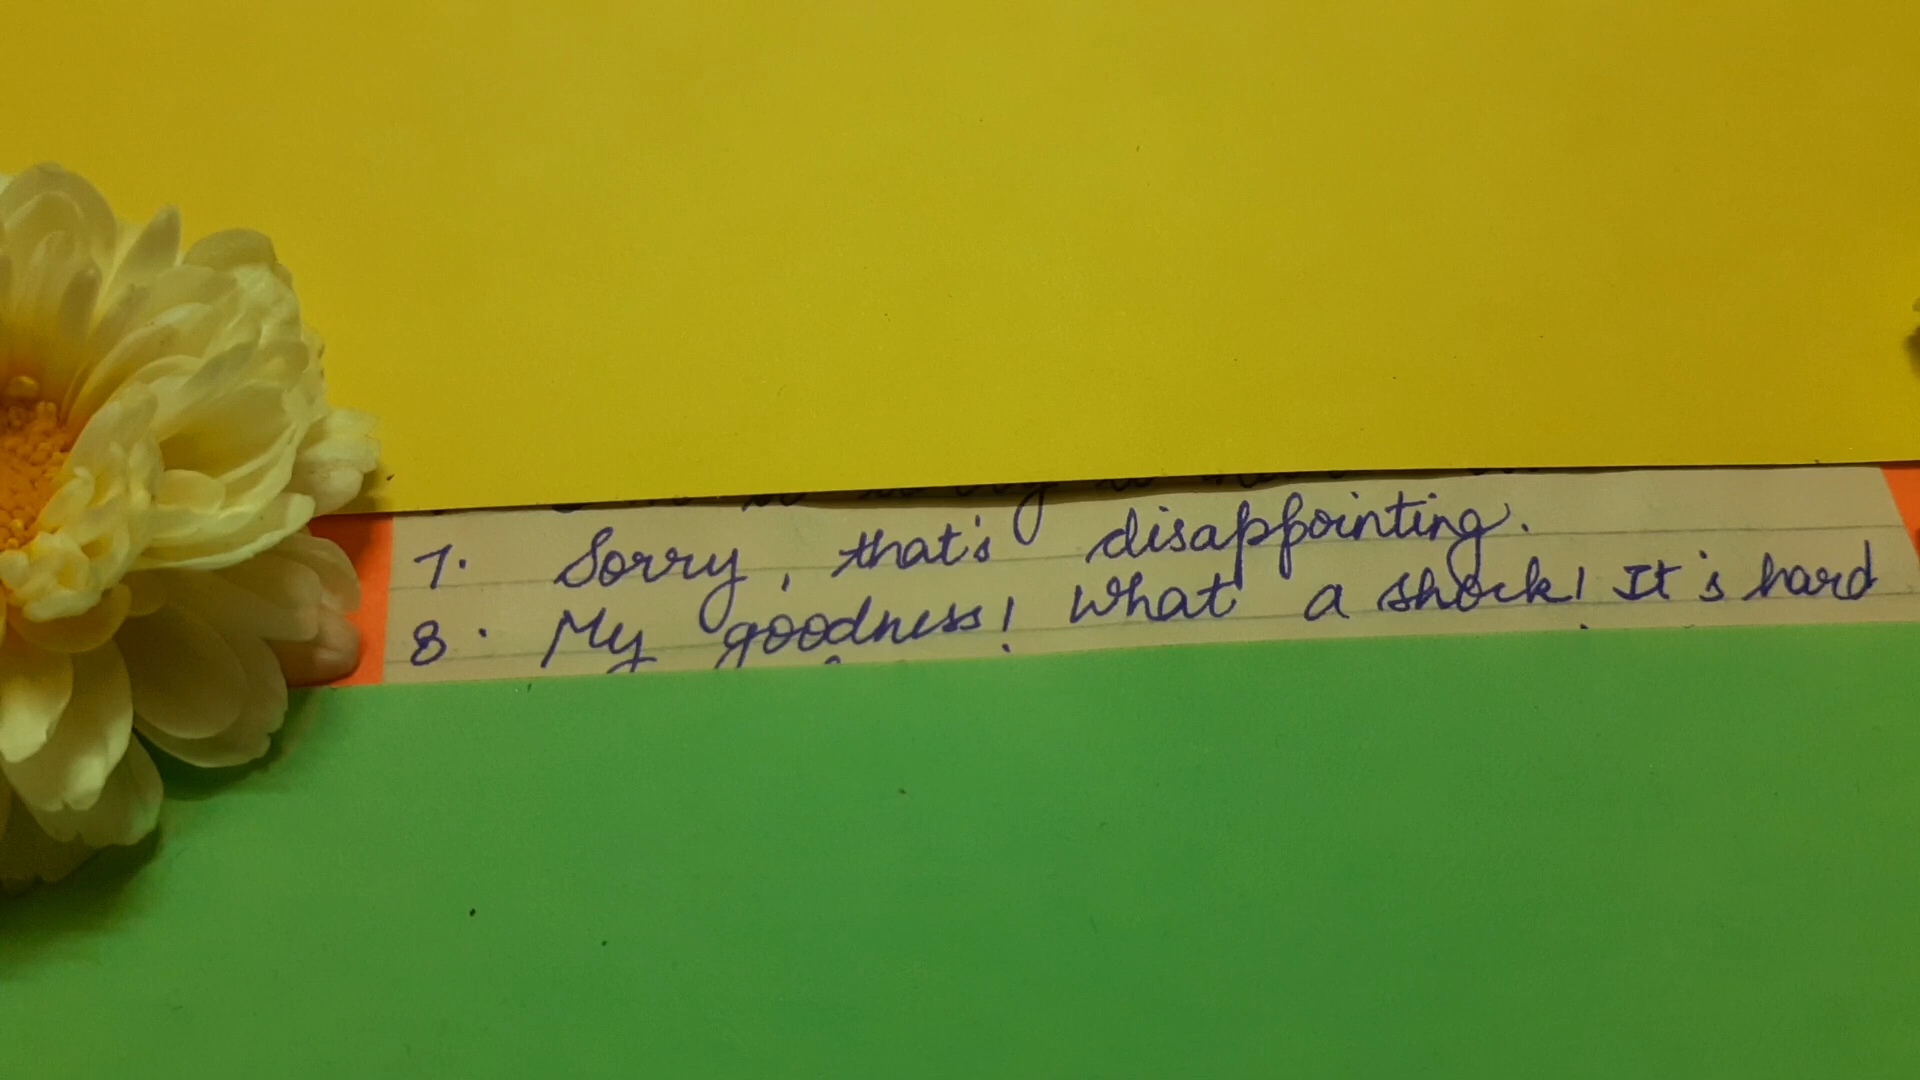 7. Sorry, that's disappointing.
8. My goodness! What a shock! It's hard